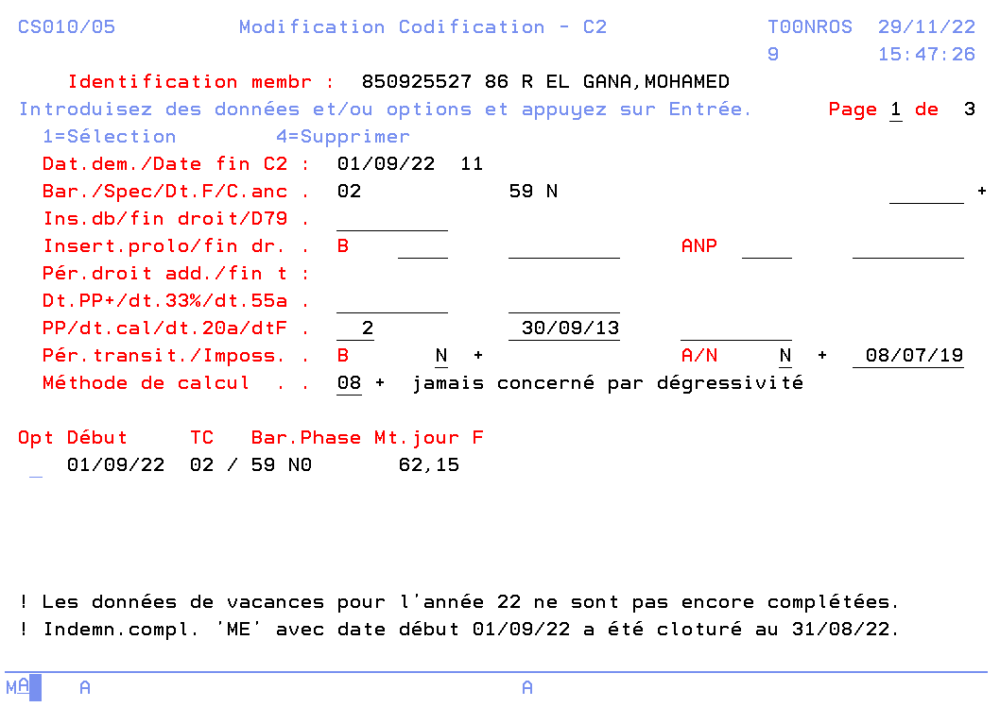 CS010/05 Modification Codification - C2 T00NROS 29/11/22
9 15:47:26
Identification membr : 850925527 86 R EL GANA,MOHAMED
Introduisez des données et/ou options et appuyez sur Entrée. Page 1 de 3
1=Sélection 4=Supprimer
Dat.dem./Date fin C2 : 01/09/22 11
Bar./Spec/Dt.F/C.anc . 02 59 N +
Ins.db/fin droit/D79 .
Insert.prolo/fin dr. . B ANP
Pér.droit add./fin t :
Dt.PP+/dt.33%/dt.55a .
PP/dt.cal/dt.20a/dtF . 2 30/09/13
Pér.transit./Imposs. . B N + A/N N + 08/07/19
Méthode de calcul . . 08 + jamais concerné par dégressivité
Opt Début TC Bar.Phase Mt.jour F
01/09/22 02 / 59 N0 62,15
! Les données de vacances pour l'année 22 ne sont pas encore complétées.
! Indemn.compl. 'ME' avec date début 01/09/22 a été cloturé au 31/08/22.
MA A A